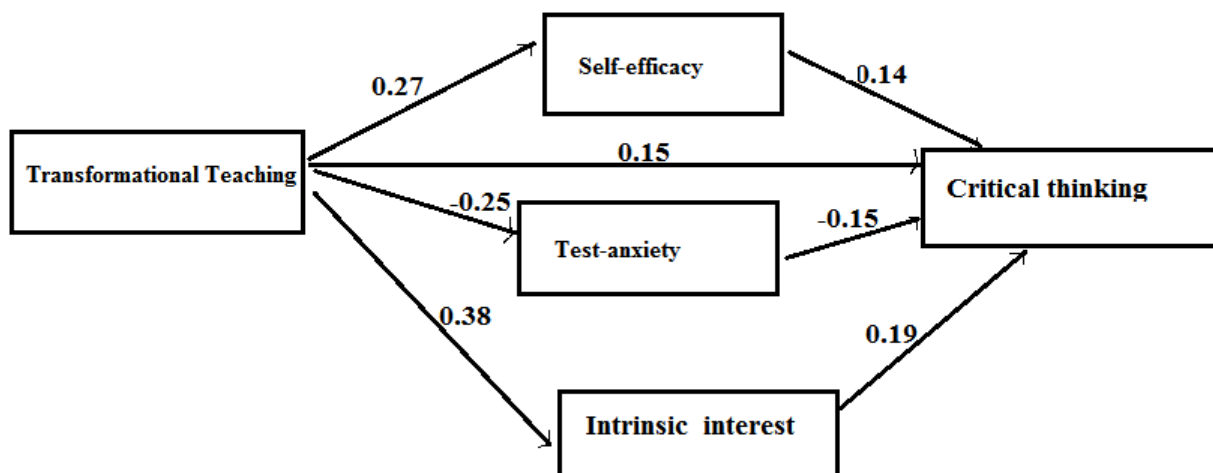 Self-efficacy
0.14
0.27
0.15
Transformational Teaching
Critical thinking
-0.25
-0.15
Test-anxiety
0.38
0.19
Intrinsic interest